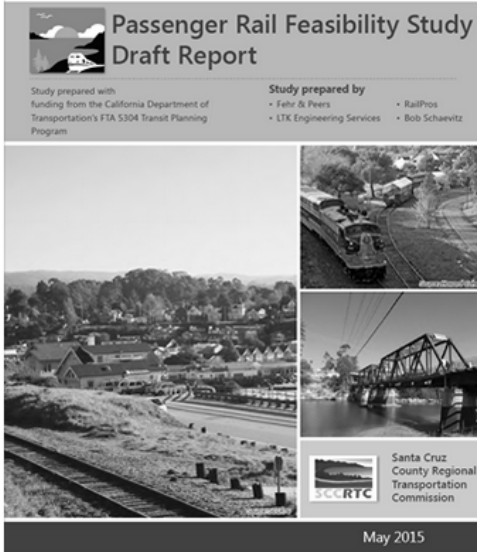 Passenger Rail Feasibility Study
Draft Report
Study prepared with
funding from the California Department of
Transportation's FTA 5304 Transit Planning
Program
Study prepared by
• Fehr & Peers
• LTK Engineering Services
• RailPros
• Bob Schaevitz
SCCRTC
Santa Cruz
County Regional
Transportation
Commission
May 2015